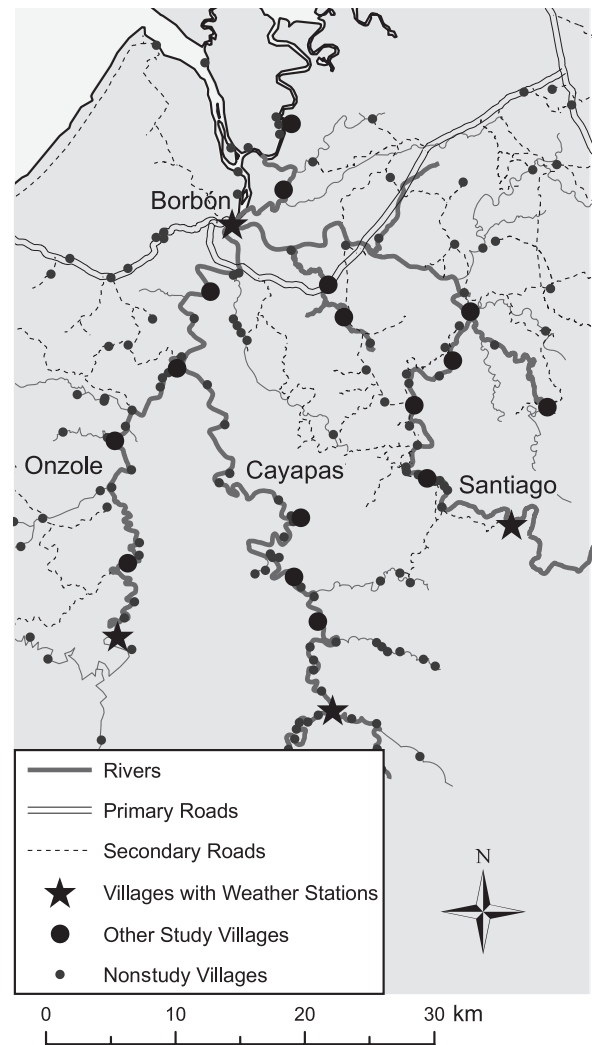 Borbón
Onzole
Cayapas
Santiago
Rivers
Primary Roads
Secondary Roads
Villages with Weather Stations
Other Study Villages
Nonstudy Villages
N
0 10 20 30 km